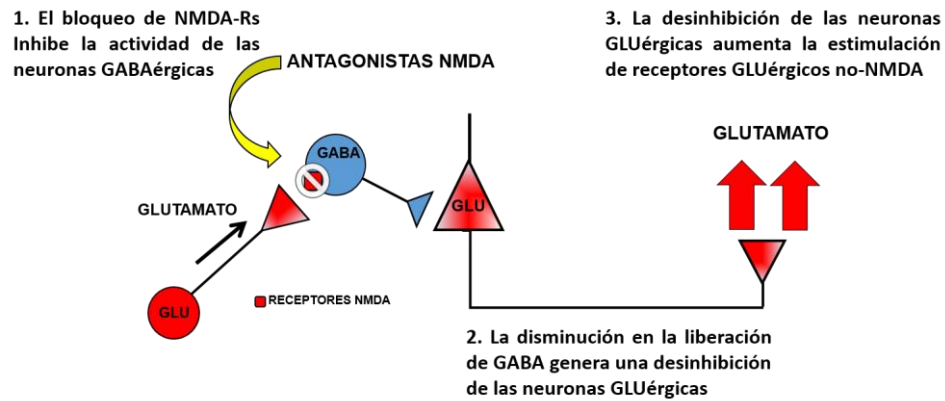 1. El bloqueo de NMDA-Rs
Inhibe la actividad de las
neuronas GABAérgicas
ANTAGONISTAS NMDA
3. La desinhibición de las neuronas
GLUérgicas aumenta la estimulación
de receptores GLUérgicos no-NMDA
GABA
GLUTAMATO
GLU
GLUTAMATO
GLU
RECEPTORES NMDA
2. La disminución en la liberación
de GABA genera una desinhibición
de las neuronas GLUérgicas